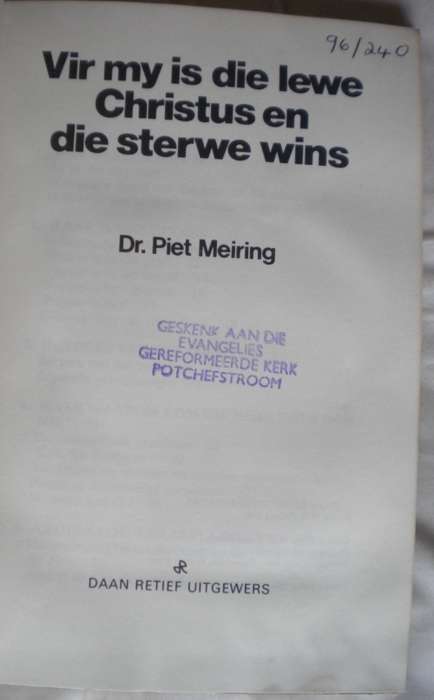 96/240
Vir my is die lewe
Christus en
die sterwe wins
Dr. Piet Meiring
GESKENK AAN DIE
EVANGELIES
GEREFORMEERDE KERK
POTCHEFSTROOM
DAAN RETIEF UITGEWERS